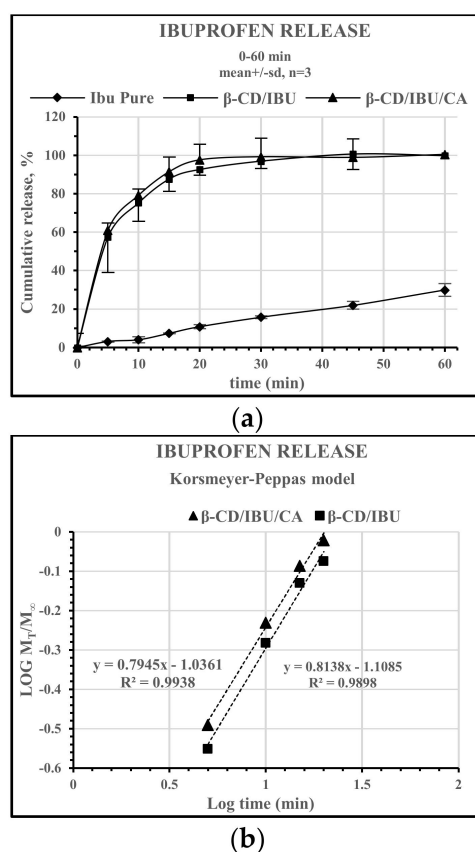 IBUPROFEN RELEASE
0-60 min
mean+/-sd, n=3
Ibu Pure β-CD/IBU β-CD/IBU/CA
120
100
80
60
40
20
0
Cumulative release, %
0 10 20 30 40 50 60
time (min)
(a)
IBUPROFEN RELEASE
Korsmeyer-Peppas model
β-CD/IBU/CA β-CD/IBU
0
-0.1
-0.2
-0.3
-0.4
-0.5
-0.6
LOG M_T/M_∞
y = 0.7945x - 1.0361
R² = 0.9938
y = 0.8138x - 1.1085
R² = 0.9898
0 0.5 1 1.5 2
Log time (min)
(b)